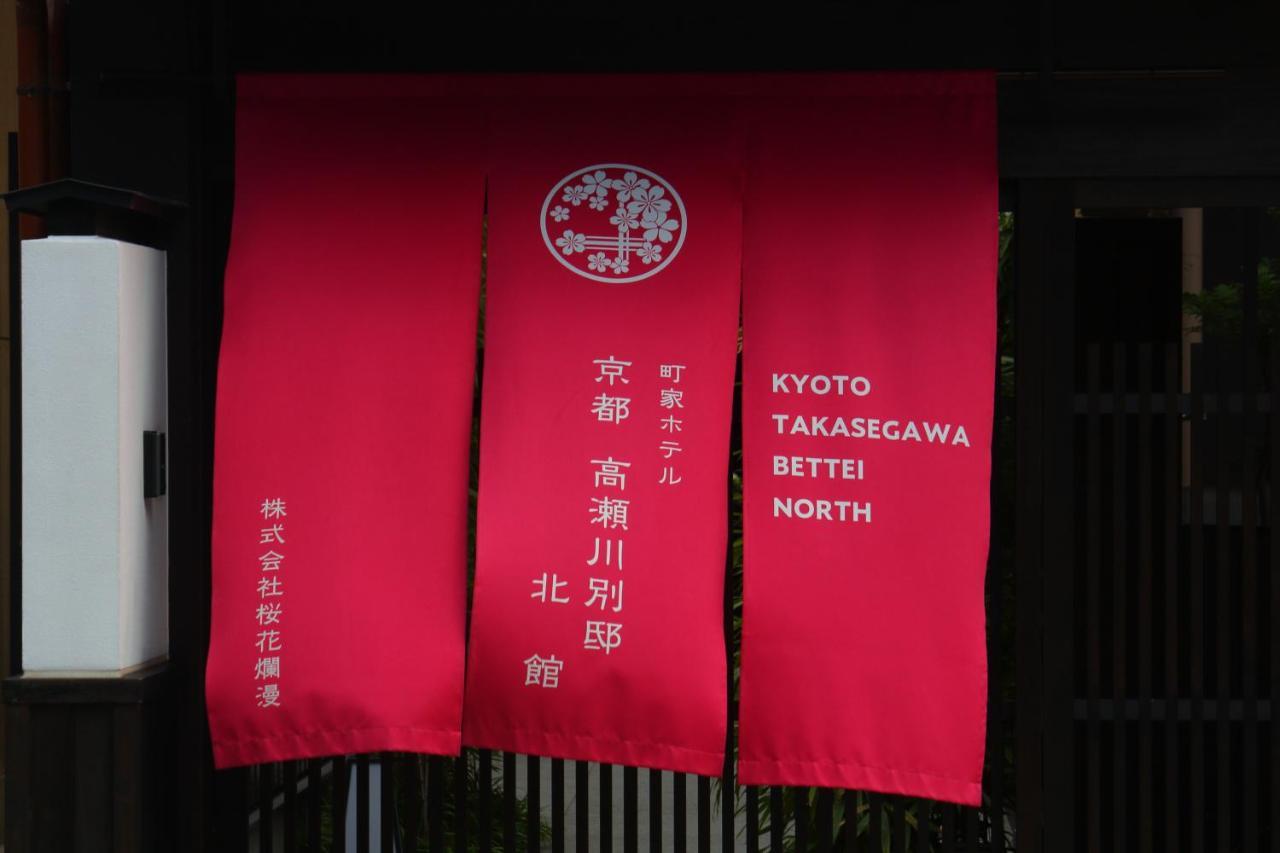 KYOTO
TAKASEGAWA
BETTEI
NORTH
町家ホテル
京都 高瀬川別邸
北館
株式会社桜花爛漫